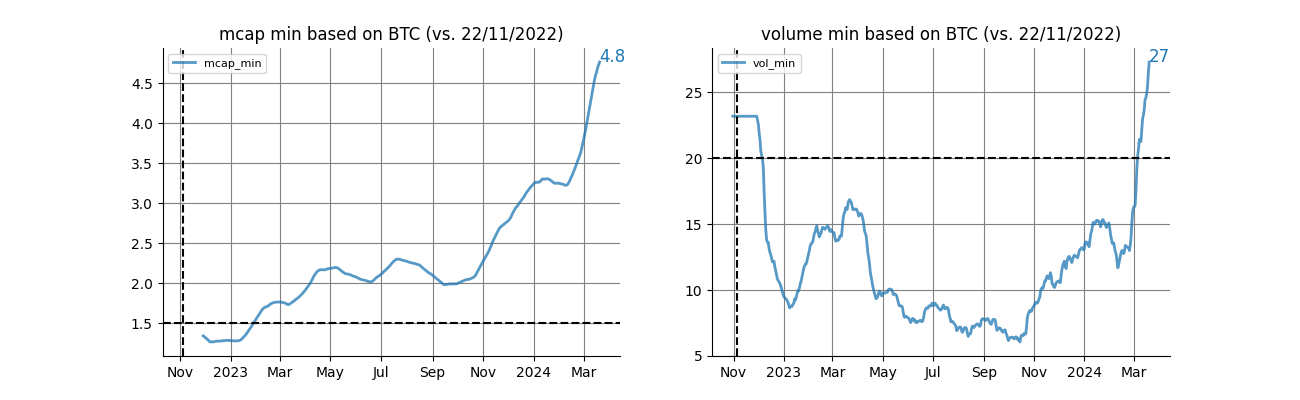 mcap min based on BTC (vs. 22/11/2022)
mcap_min
4.8
4.5
4.0
3.5
3.0
2.5
2.0
1.5
Nov 2023 Mar May Jul Sep Nov 2024 Mar
volume min based on BTC (vs. 22/11/2022)
vol_min
27
25
20
15
10
5
Nov 2023 Mar May Jul Sep Nov 2024 Mar